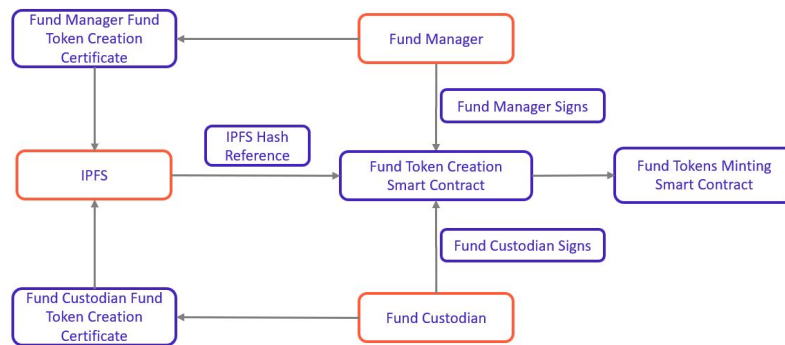 Fund Manager Fund
Token Creation
Certificate
Fund Manager
Fund Manager Signs
IPFS Hash
Reference
IPFS
Fund Token Creation
Smart Contract
Fund Tokens Minting
Smart Contract
Fund Custodian Signs
Fund Custodian Fund
Token Creation
Certificate
Fund Custodian